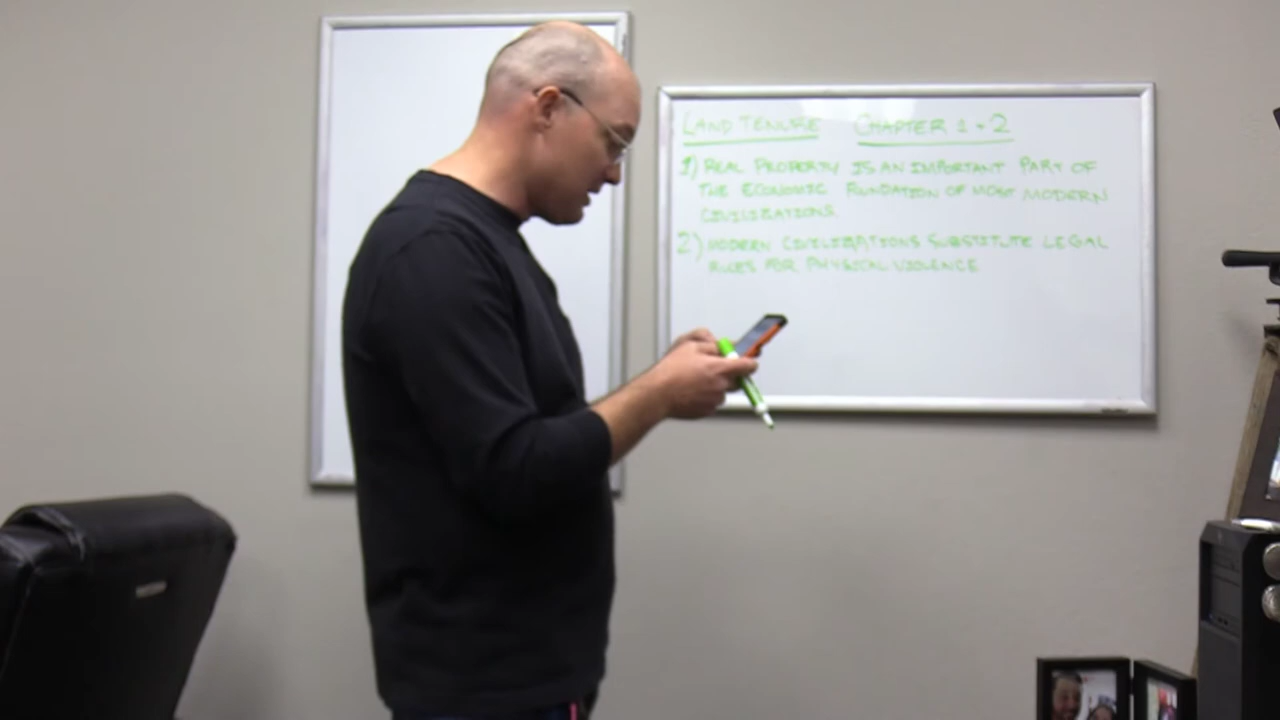 LAND TENURE CHAPTER 1 + 2
1) REAL PROPERTY IS AN IMPORTANT PART OF
THE ECONOMIC FOUNDATION OF MOST MODERN
CIVILIZATIONS.
2) MODERN CIVILIZATIONS SUBSTITUTE LEGAL
RULES FOR PHYSICAL VIOLENCE